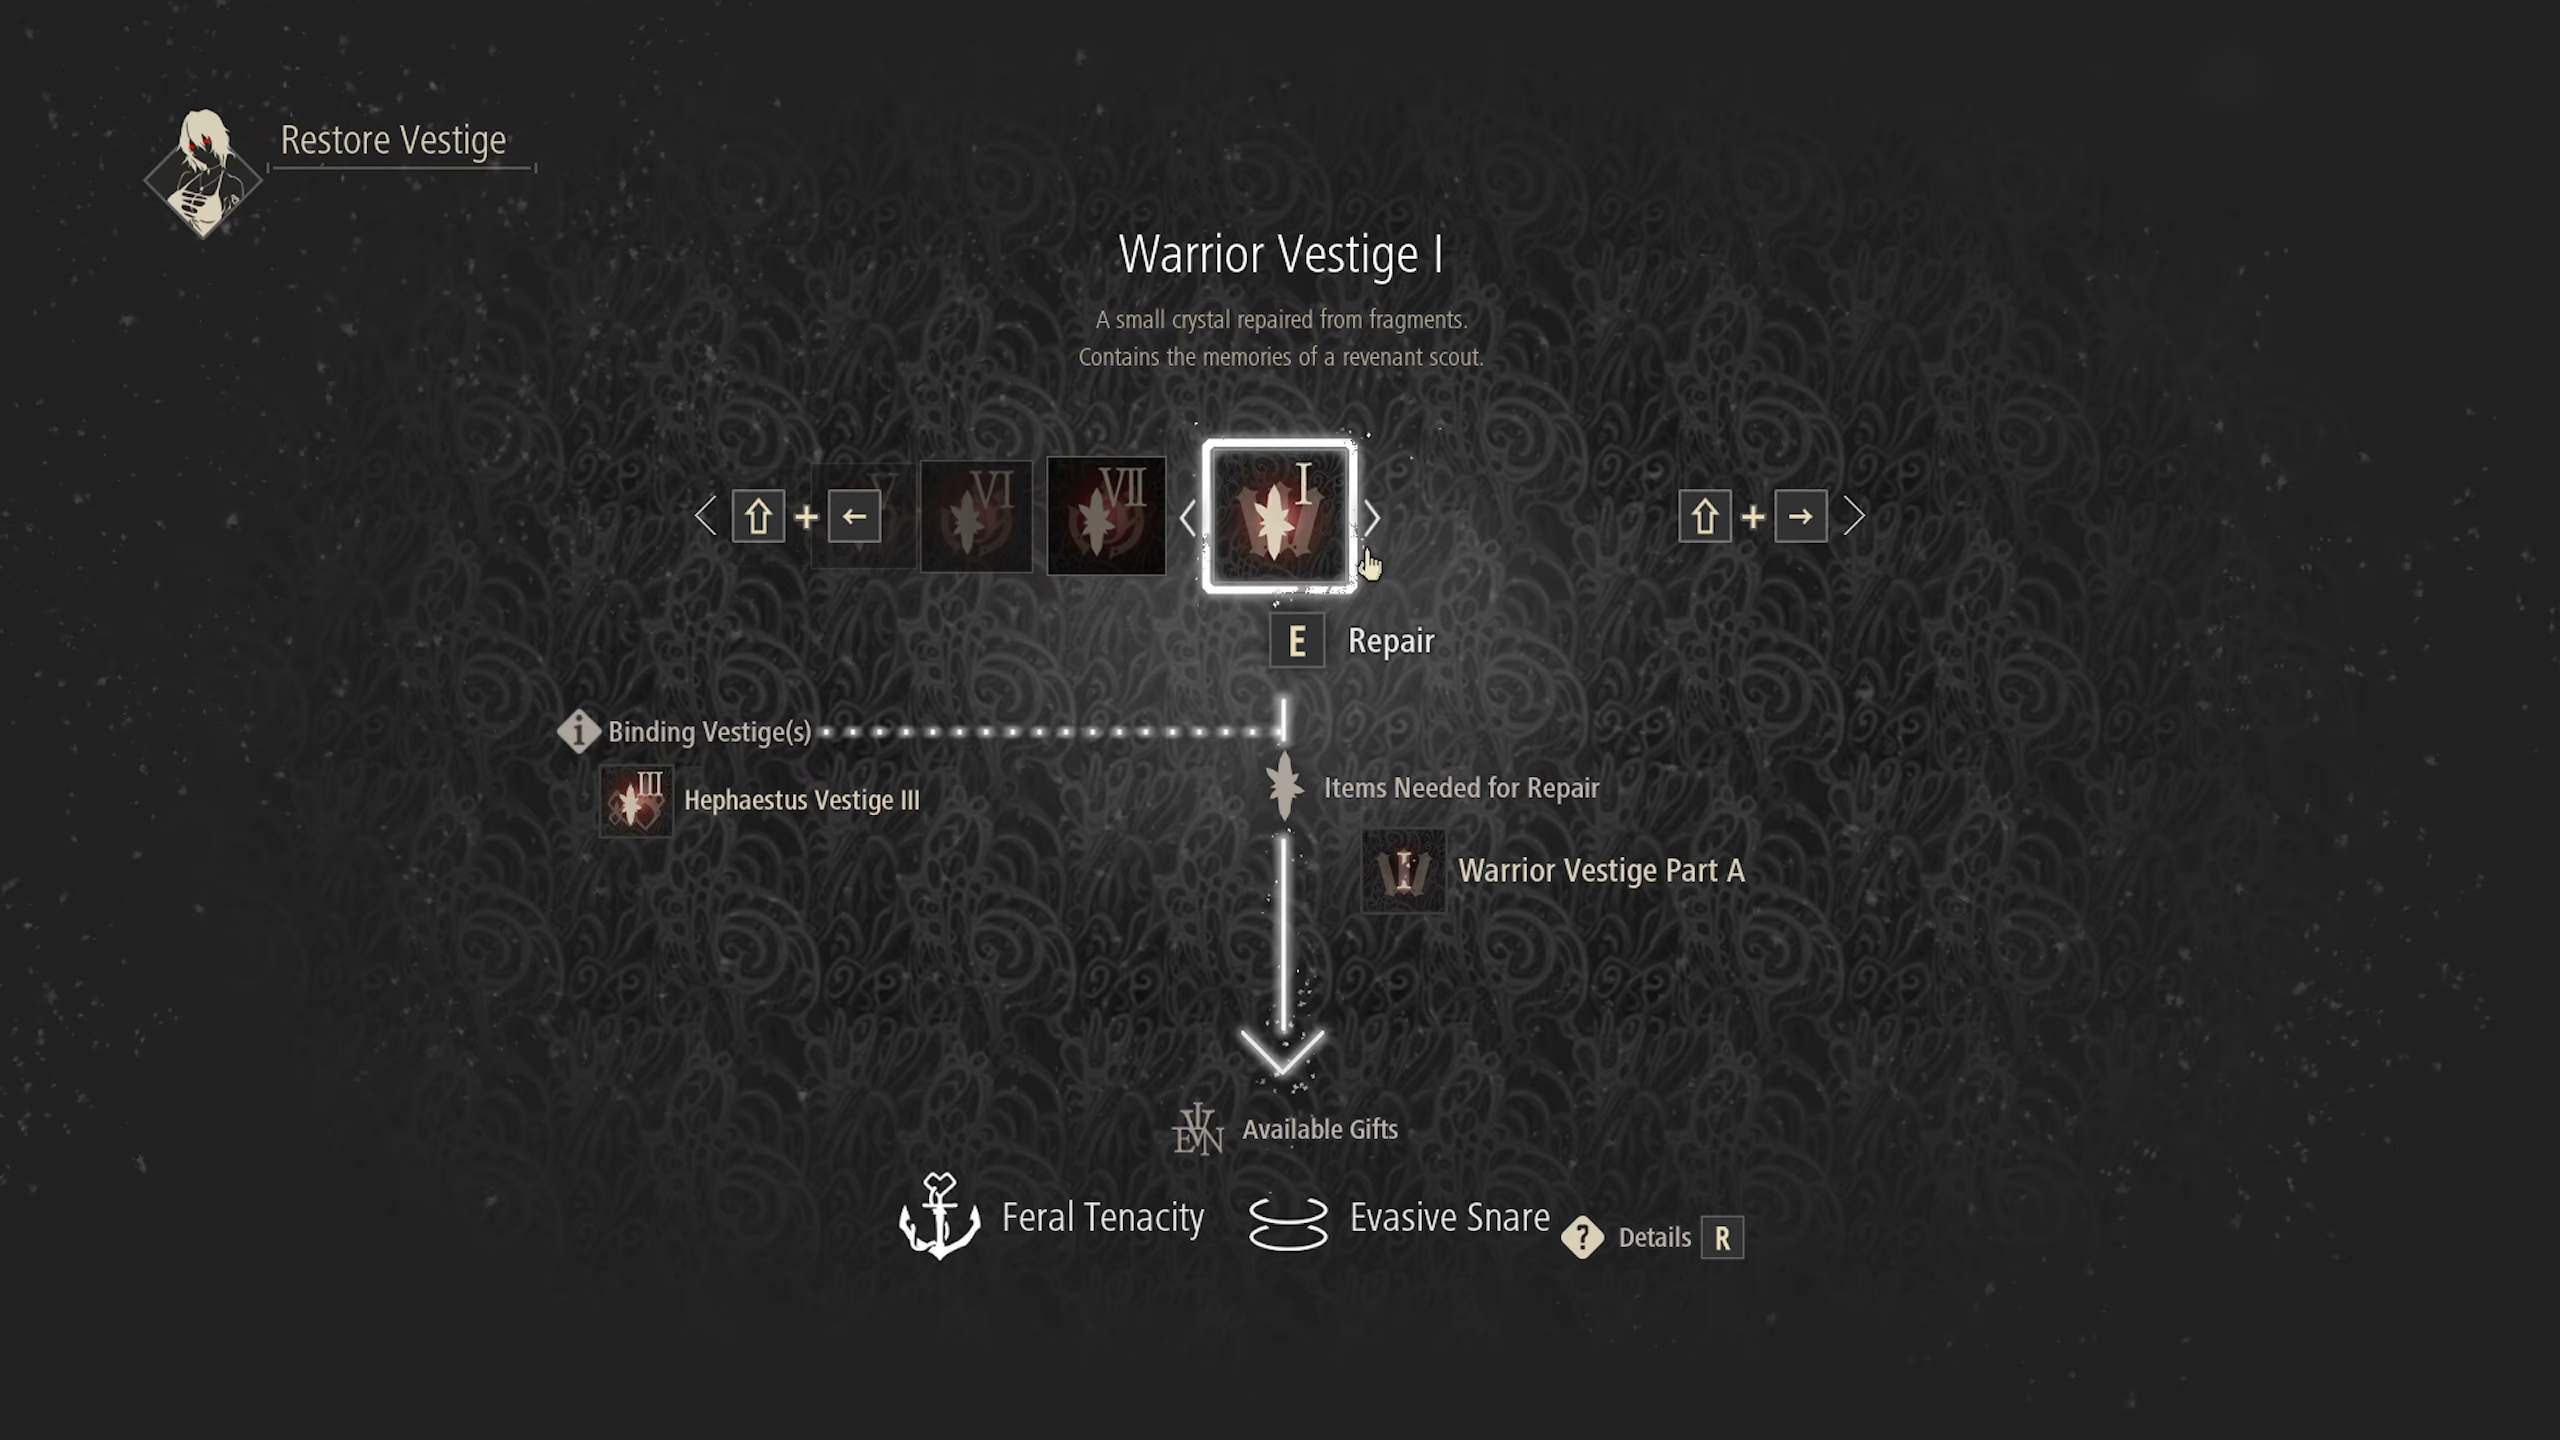 Restore Vestige
Warrior Vestige I
A small crystal repaired from fragments.
Contains the memories of a revenant scout.
V
VI
VII
I
E Repair
Binding Vestige(s)
III
Hephaestus Vestige III
Items Needed for Repair
I
Warrior Vestige Part A
VEIN
Available Gifts
Feral Tenacity
Evasive Snare
? Details R